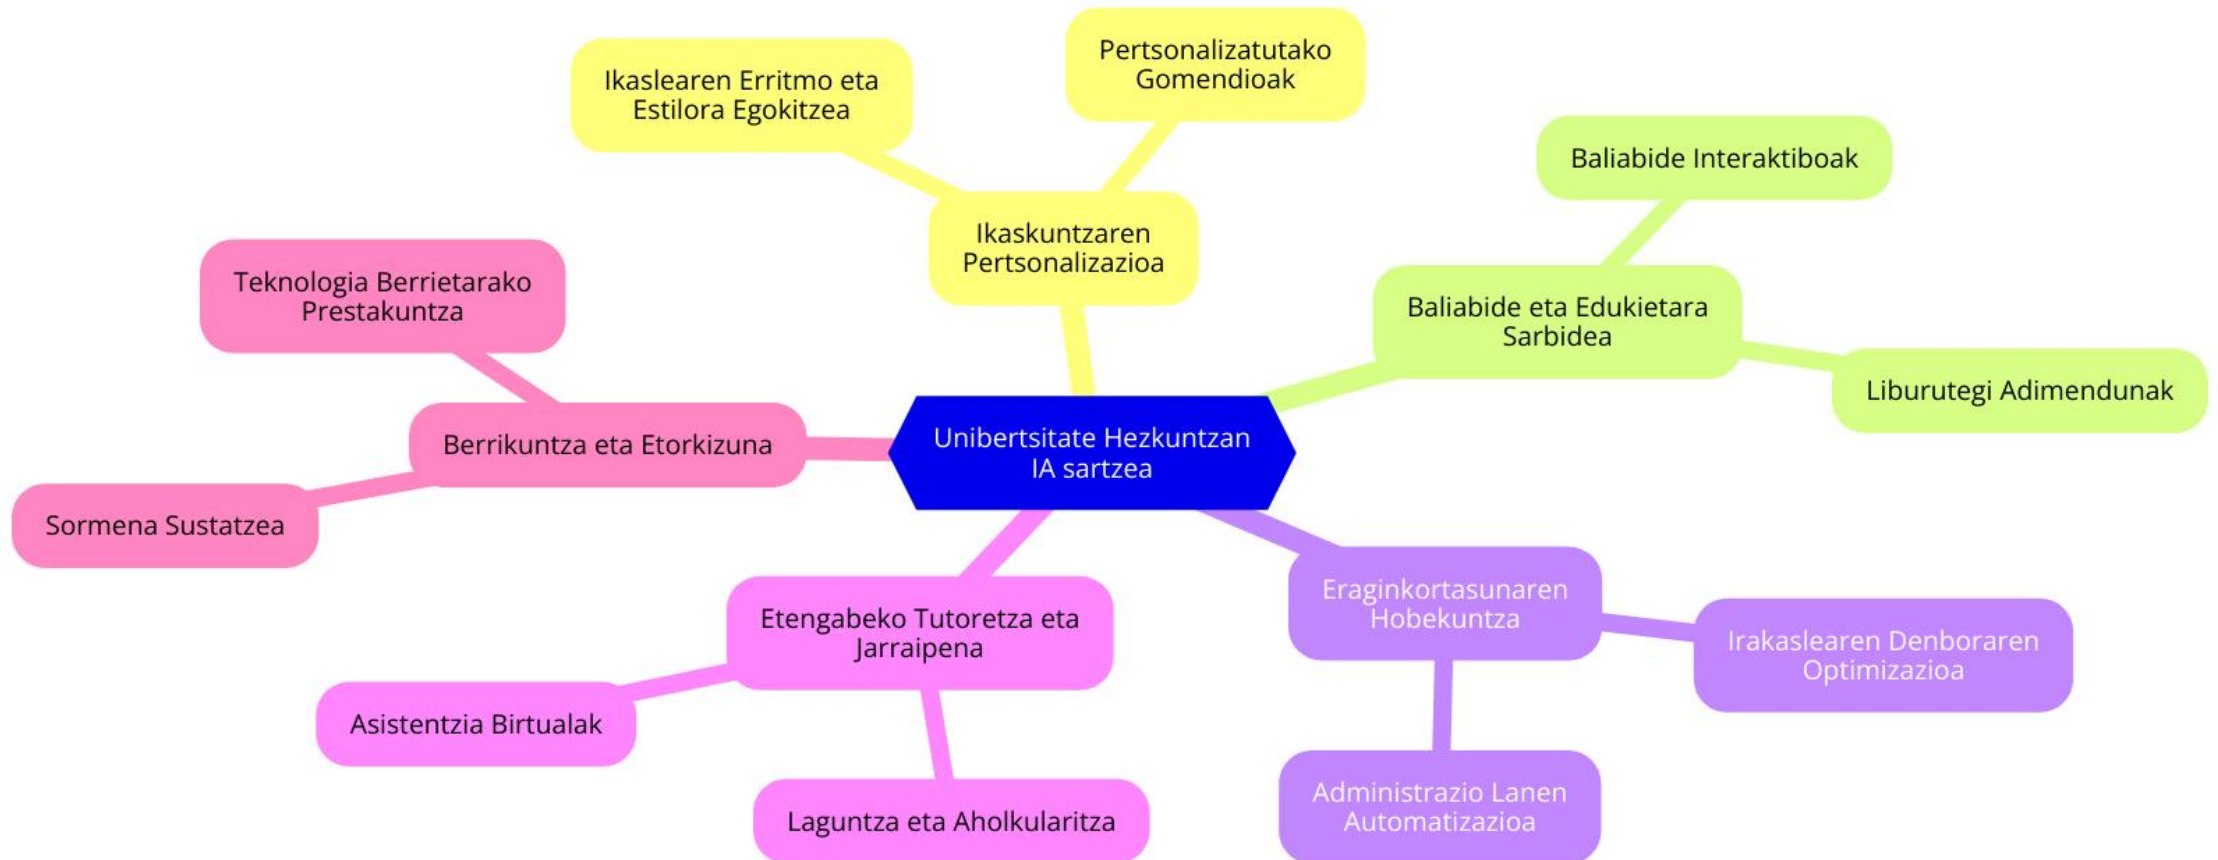 Unibertsitate Hezkuntzan
IA sartzea
Ikaskuntzaren
Pertsonalizazioa
Ikaslearen Erritmo eta
Estilora Egokitzea
Pertsonalizatutako
Gomendioak
Baliabide eta Edukietara
Sarbidea
Baliabide Interaktiboak
Liburutegi Adimendunak
Eraginkortasunaren
Hobekuntza
Irakaslearen Denboraren
Optimizazioa
Administrazio Lanen
Automatizazioa
Etengabeko Tutoretza eta
Jarraipena
Asistentzia Birtualak
Laguntza eta Aholkularitza
Berrikuntza eta Etorkizuna
Teknologia Berrietarako
Prestakuntza
Sormena Sustatzea